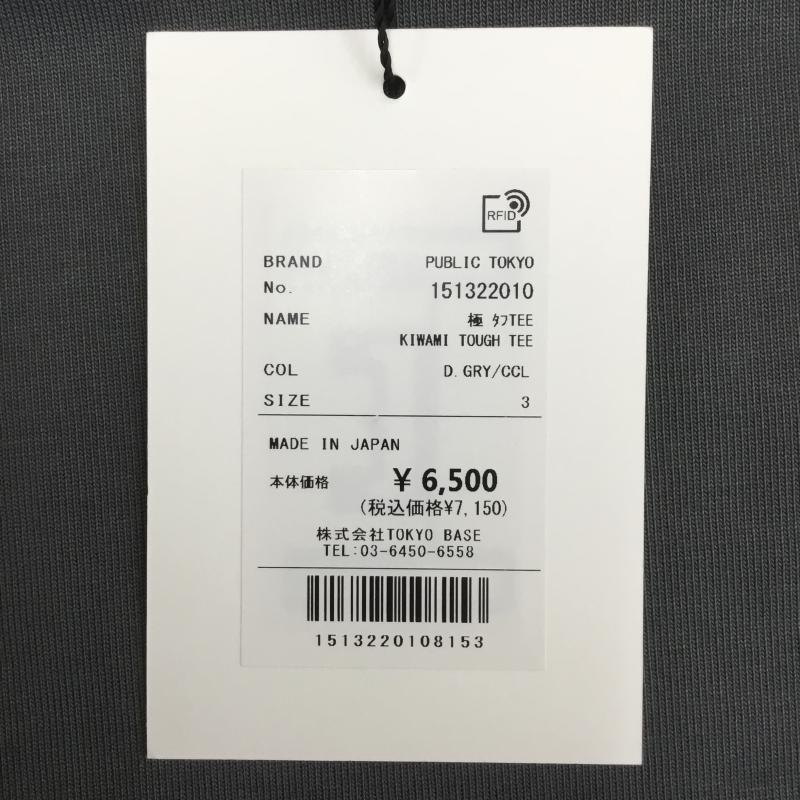 RFID
BRAND PUBLIC TOKYO
No. 151322010
NAME 極 ﾀﾌTEE
KIWAMI TOUGH TEE
COL D.GRY/CCL
SIZE 3
MADE IN JAPAN
本体価格 ¥ 6,500
(税込価格¥7,150)
株式会社TOKYO BASE
TEL:03-6450-6558
1513220108153